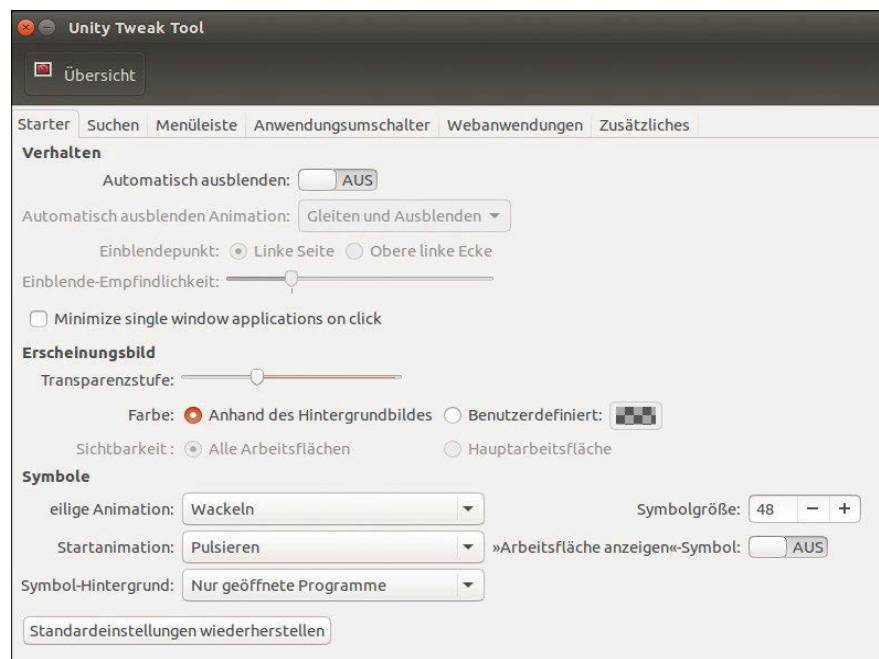 Unity Tweak Tool
Übersicht
Starter Suchen Menüleiste Anwendungsumschalter Webanwendungen Zusätzliches
Verhalten
Automatisch ausblenden: AUS
Automatisch ausblenden Animation: Gleiten und Ausblenden
Einblendepunkt: Linke Seite Obere linke Ecke
Einblende-Empfindlichkeit:
Minimize single window applications on click
Erscheinungsbild
Transparenzstufe:
Farbe: Anhand des Hintergrundbildes Benutzerdefiniert:
Sichtbarkeit : Alle Arbeitsflächen Hauptarbeitsfläche
Symbole
eilige Animation: Wackeln Symbolgröße: 48 − +
Startanimation: Pulsieren »Arbeitsfläche anzeigen«-Symbol: AUS
Symbol-Hintergrund: Nur geöffnete Programme
Standardeinstellungen wiederherstellen